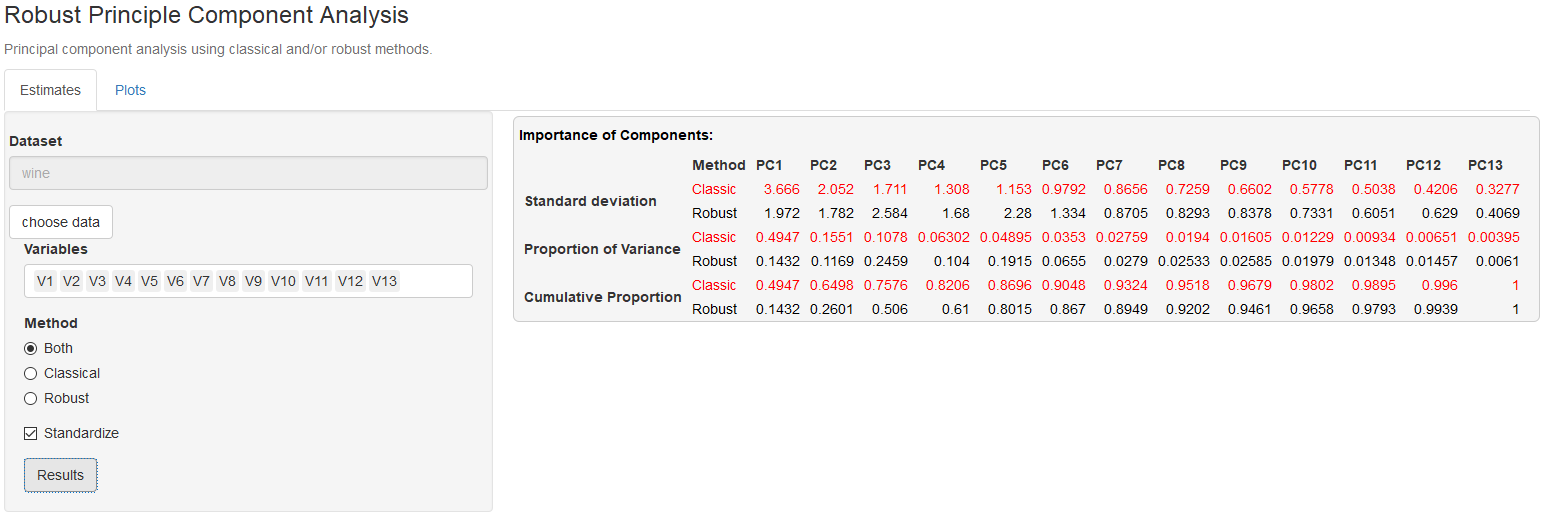 Robust Principle Component Analysis
Principal component analysis using classical and/or robust methods.
Estimates Plots
Dataset
wine
choose data
Variables
V1 V2 V3 V4 V5 V6 V7 V8 V9 V10 V11 V12 V13
Method
Both
Classical
Robust
Standardize
Results
Importance of Components:
Method PC1 PC2 PC3 PC4 PC5 PC6 PC7 PC8 PC9 PC10 PC11 PC12 PC13
Standard deviation
Classic 3.666 2.052 1.711 1.308 1.153 0.9792 0.8656 0.7259 0.6602 0.5778 0.5038 0.4206 0.3277
Robust 1.972 1.782 2.584 1.68 2.28 1.334 0.8705 0.8293 0.8378 0.7331 0.6051 0.629 0.4069
Proportion of Variance
Classic 0.4947 0.1551 0.1078 0.06302 0.04895 0.0353 0.02759 0.0194 0.01605 0.01229 0.00934 0.00651 0.00395
Robust 0.1432 0.1169 0.2459 0.104 0.1915 0.0655 0.0279 0.02533 0.02585 0.01979 0.01348 0.01457 0.0061
Cumulative Proportion
Classic 0.4947 0.6498 0.7576 0.8206 0.8696 0.9048 0.9324 0.9518 0.9679 0.9802 0.9895 0.996 1
Robust 0.1432 0.2601 0.506 0.61 0.8015 0.867 0.8949 0.9202 0.9461 0.9658 0.9793 0.9939 1